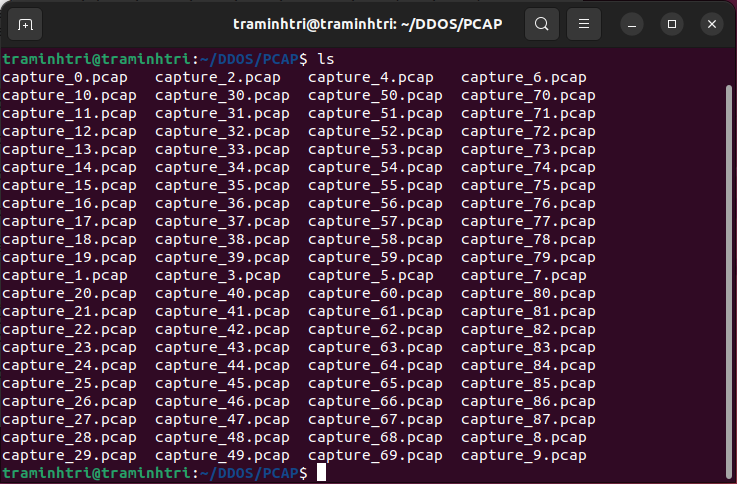 traminhtri@traminhtri: ~/DDOS/PCAP
traminhtri@traminhtri:~/DDOS/PCAP$ ls
capture_0.pcap   capture_2.pcap   capture_4.pcap   capture_6.pcap
capture_10.pcap  capture_30.pcap  capture_50.pcap  capture_70.pcap
capture_11.pcap  capture_31.pcap  capture_51.pcap  capture_71.pcap
capture_12.pcap  capture_32.pcap  capture_52.pcap  capture_72.pcap
capture_13.pcap  capture_33.pcap  capture_53.pcap  capture_73.pcap
capture_14.pcap  capture_34.pcap  capture_54.pcap  capture_74.pcap
capture_15.pcap  capture_35.pcap  capture_55.pcap  capture_75.pcap
capture_16.pcap  capture_36.pcap  capture_56.pcap  capture_76.pcap
capture_17.pcap  capture_37.pcap  capture_57.pcap  capture_77.pcap
capture_18.pcap  capture_38.pcap  capture_58.pcap  capture_78.pcap
capture_19.pcap  capture_39.pcap  capture_59.pcap  capture_79.pcap
capture_1.pcap   capture_3.pcap   capture_5.pcap   capture_7.pcap
capture_20.pcap  capture_40.pcap  capture_60.pcap  capture_80.pcap
capture_21.pcap  capture_41.pcap  capture_61.pcap  capture_81.pcap
capture_22.pcap  capture_42.pcap  capture_62.pcap  capture_82.pcap
capture_23.pcap  capture_43.pcap  capture_63.pcap  capture_83.pcap
capture_24.pcap  capture_44.pcap  capture_64.pcap  capture_84.pcap
capture_25.pcap  capture_45.pcap  capture_65.pcap  capture_85.pcap
capture_26.pcap  capture_46.pcap  capture_66.pcap  capture_86.pcap
capture_27.pcap  capture_47.pcap  capture_67.pcap  capture_87.pcap
capture_28.pcap  capture_48.pcap  capture_68.pcap  capture_8.pcap
capture_29.pcap  capture_49.pcap  capture_69.pcap  capture_9.pcap
traminhtri@traminhtri:~/DDOS/PCAP$